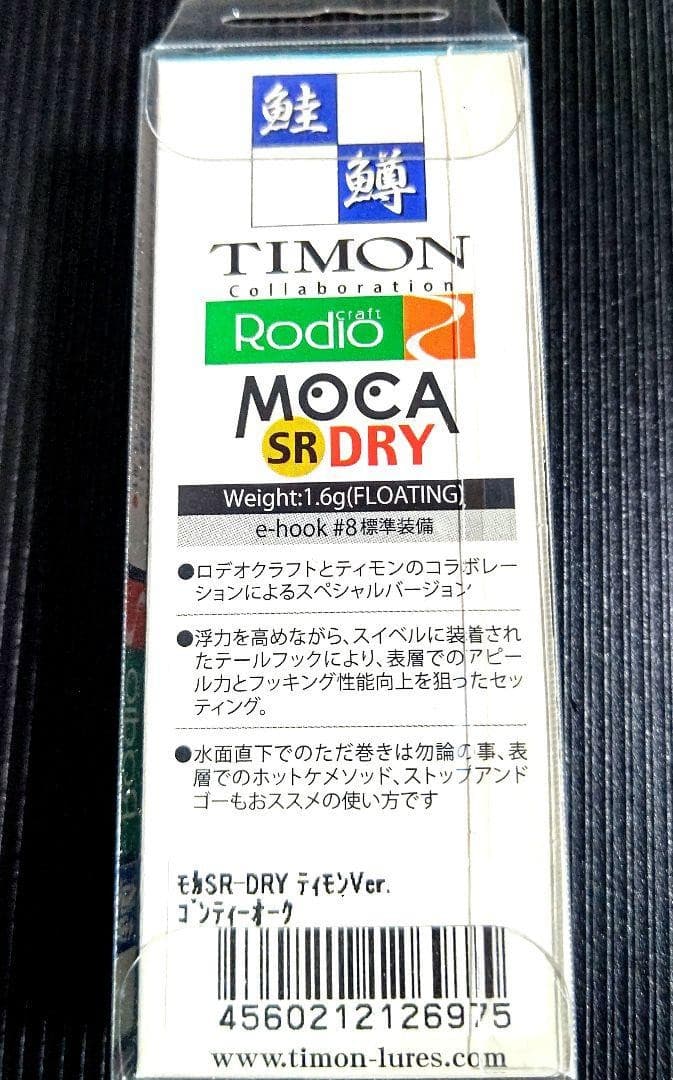 鮭
鱒
TIMON
Collaboration
Rodio craft
MOCA
SR DRY
Weight:1.6g(FLOATING)
e-hook #8標準装備
●ロデオクラフトとティモンのコラボレー
ションによるスペシャルバージョン
●浮力を高めながら、スイベルに装着され
たテールフックにより、表層でのアピー
ル力とフッキング性能向上を狙ったセッ
ティング。
●水面直下でのただ巻きは勿論の事、表
層でのホットケメソッド、ストップアンド
ゴーもおススメの使い方です
ﾓｶSR-DRY ﾃｨﾓﾝVer.
ｺﾞﾝﾃｨｰｵｰｸ
4560212126975
www.timon-lures.com